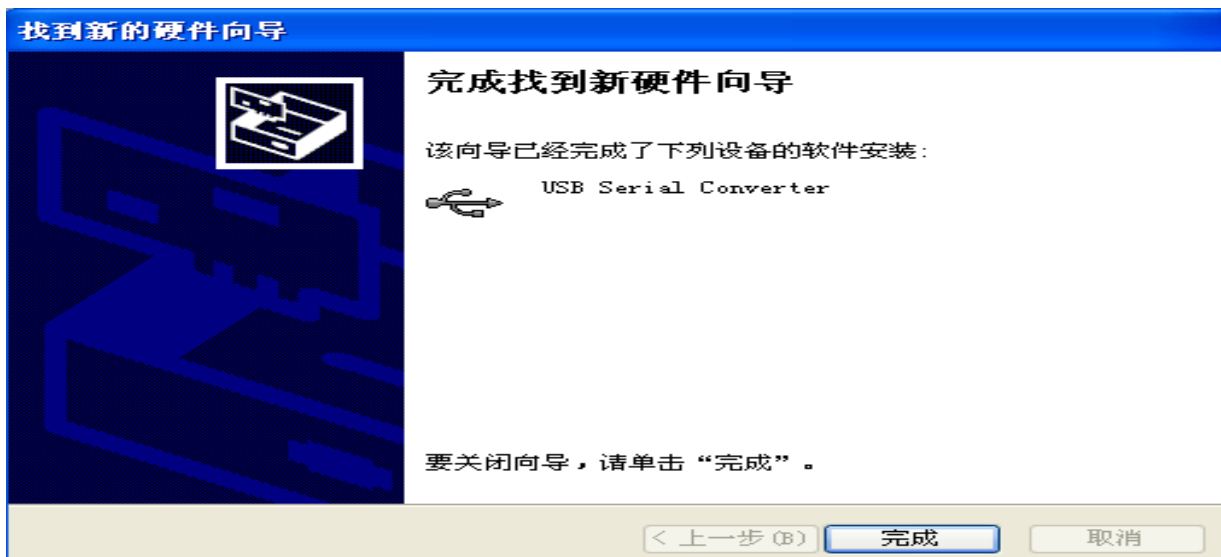 找到新的硬件向导
完成找到新硬件向导
该向导已经完成了下列设备的软件安装:
USB Serial Converter
要关闭向导，请单击“完成”。
< 上一步(B) 完成 取消